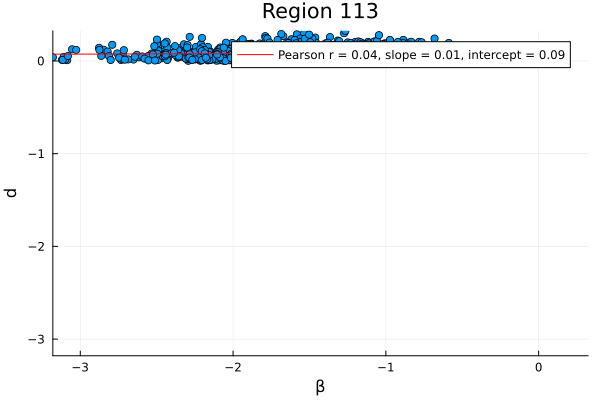 Region 113
Pearson r = 0.04, slope = 0.01, intercept = 0.09
0
−1
−2
−3
d
−3
−2
−1
0
β